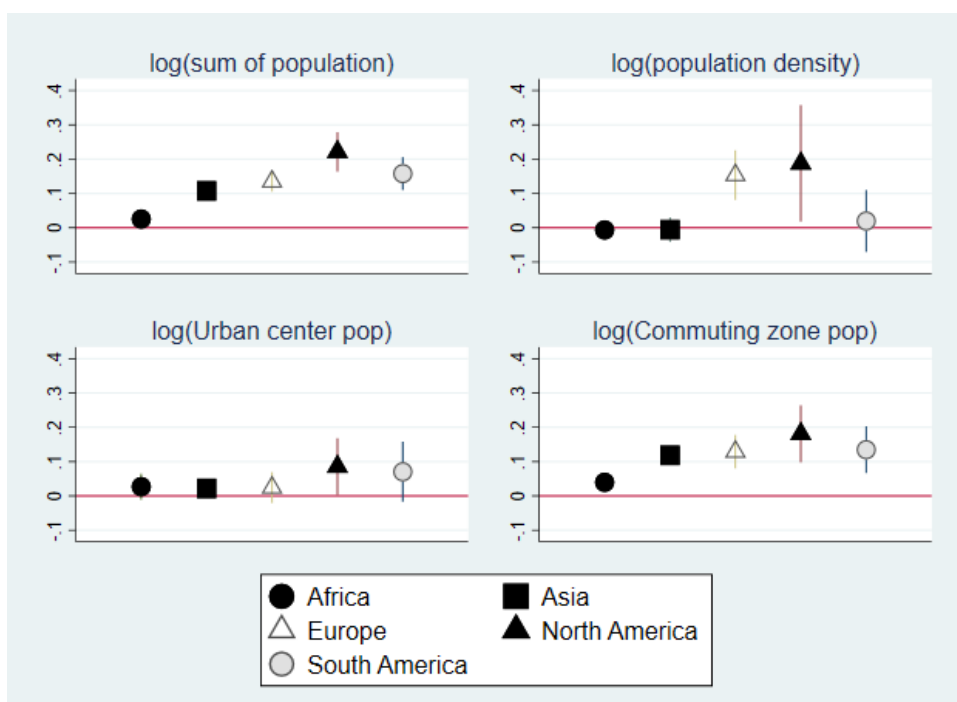 log(sum of population)
.4
.3
.2
.1
0
-.1
log(population density)
.4
.3
.2
.1
0
-.1
log(Urban center pop)
.4
.3
.2
.1
0
-.1
log(Commuting zone pop)
.4
.3
.2
.1
0
-.1
Africa
Asia
Europe
North America
South America